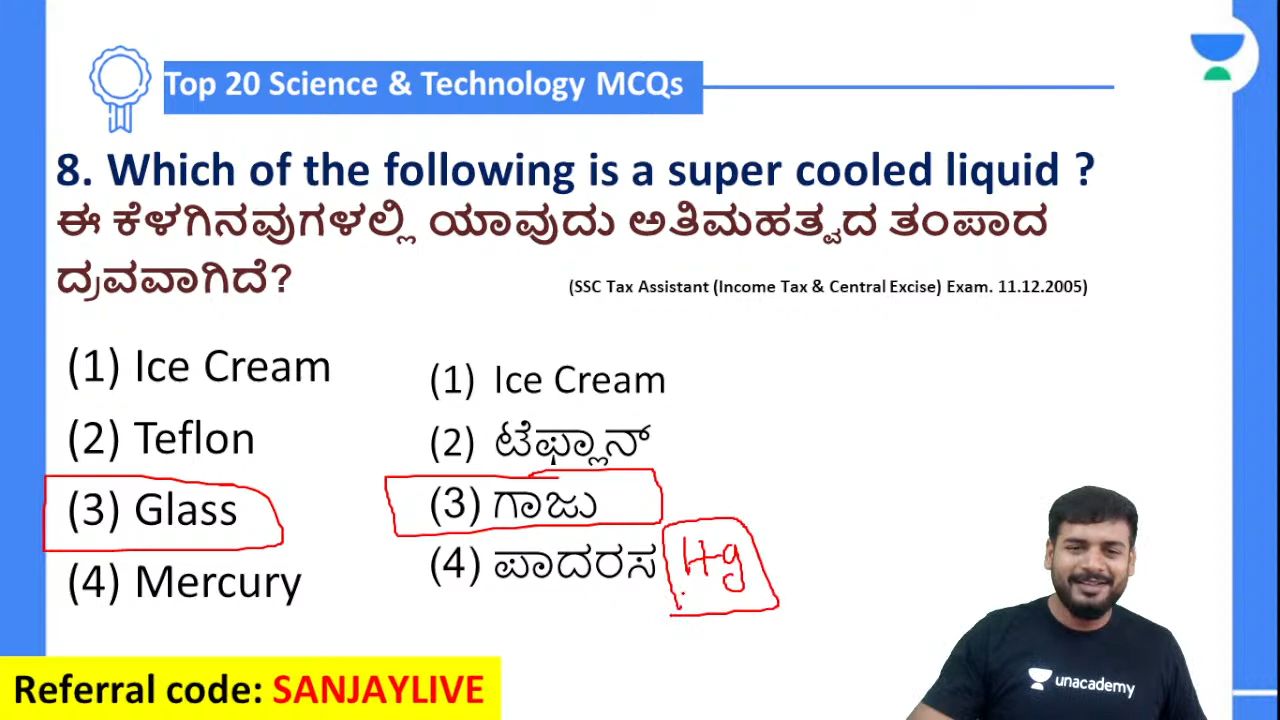 Top 20 Science & Technology MCQs
8. Which of the following is a super cooled liquid ?
ಈ ಕೆಳಗಿನವುಗಳಲ್ಲಿ ಯಾವುದು ಅತಿಮಹತ್ವದ ತಂಪಾದ
ದ್ರವವಾಗಿದೆ?
(SSC Tax Assistant (Income Tax & Central Excise) Exam. 11.12.2005)
(1) Ice Cream
(2) Teflon
(3) Glass
(4) Mercury
(1) Ice Cream
(2) ಟೆಫ್ಲಾನ್
(3) ಗಾಜು
(4) ಪಾದರಸ Hg
unacademy
Referral code: SANJAYLIVE